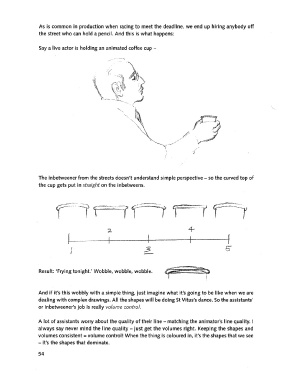 As is common in production when racing to meet the deadline, we end up hiring anybody off
the street who can hold a pencil. And this is what happens:
Say a live actor is holding an animated coffee cup –
The inbetweener from the streets doesn't understand simple perspective – so the curved top of
the cup gets put in straight on the inbetweens.
2 4
1 3 5
Result: 'Frying tonight.' Wobble, wobble, wobble.
And if it's this wobbly with a simple thing, just imagine what it's going to be like when we are
dealing with complex drawings. All the shapes will be doing St Vitus's dance. So the assistants'
or inbetweener's job is really volume control.
A lot of assistants worry about the quality of their line – matching the animator's line quality. I
always say never mind the line quality – just get the volumes right. Keeping the shapes and
volumes consistent = volume control! When the thing is coloured in, it's the shapes that we see
– it's the shapes that dominate.
54